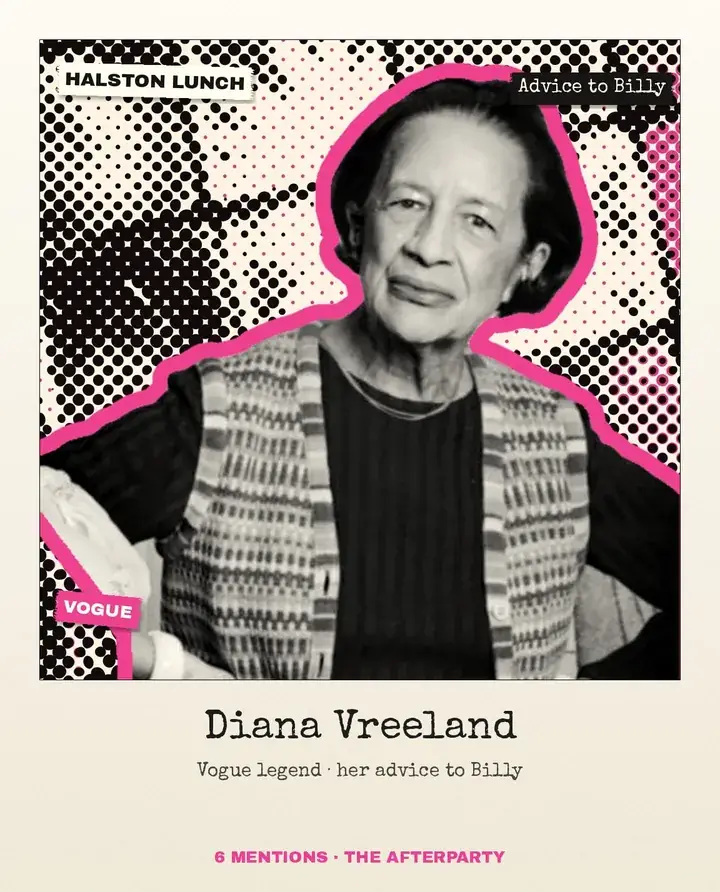 HALSTON LUNCH
Advice to Billy
VOGUE
Diana Vreeland
Vogue legend · her advice to Billy
6 MENTIONS · THE AFTERPARTY